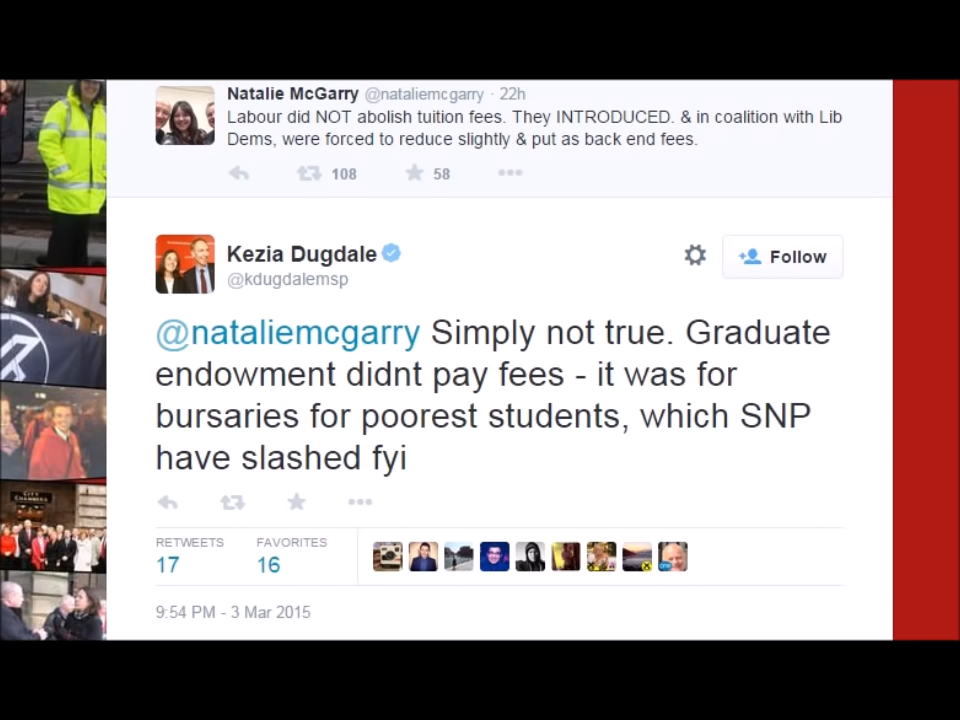 Natalie McGarry @nataliemcgarry · 22h
Labour did NOT abolish tuition fees. They INTRODUCED. & in coalition with Lib
Dems, were forced to reduce slightly & put as back end fees.
108 58
Kezia Dugdale
@kdugdalemsp
Follow
@nataliemcgarry Simply not true. Graduate
endowment didnt pay fees - it was for
bursaries for poorest students, which SNP
have slashed fyi
RETWEETS FAVORITES
17 16
9:54 PM - 3 Mar 2015
CITY
CHAMBERS